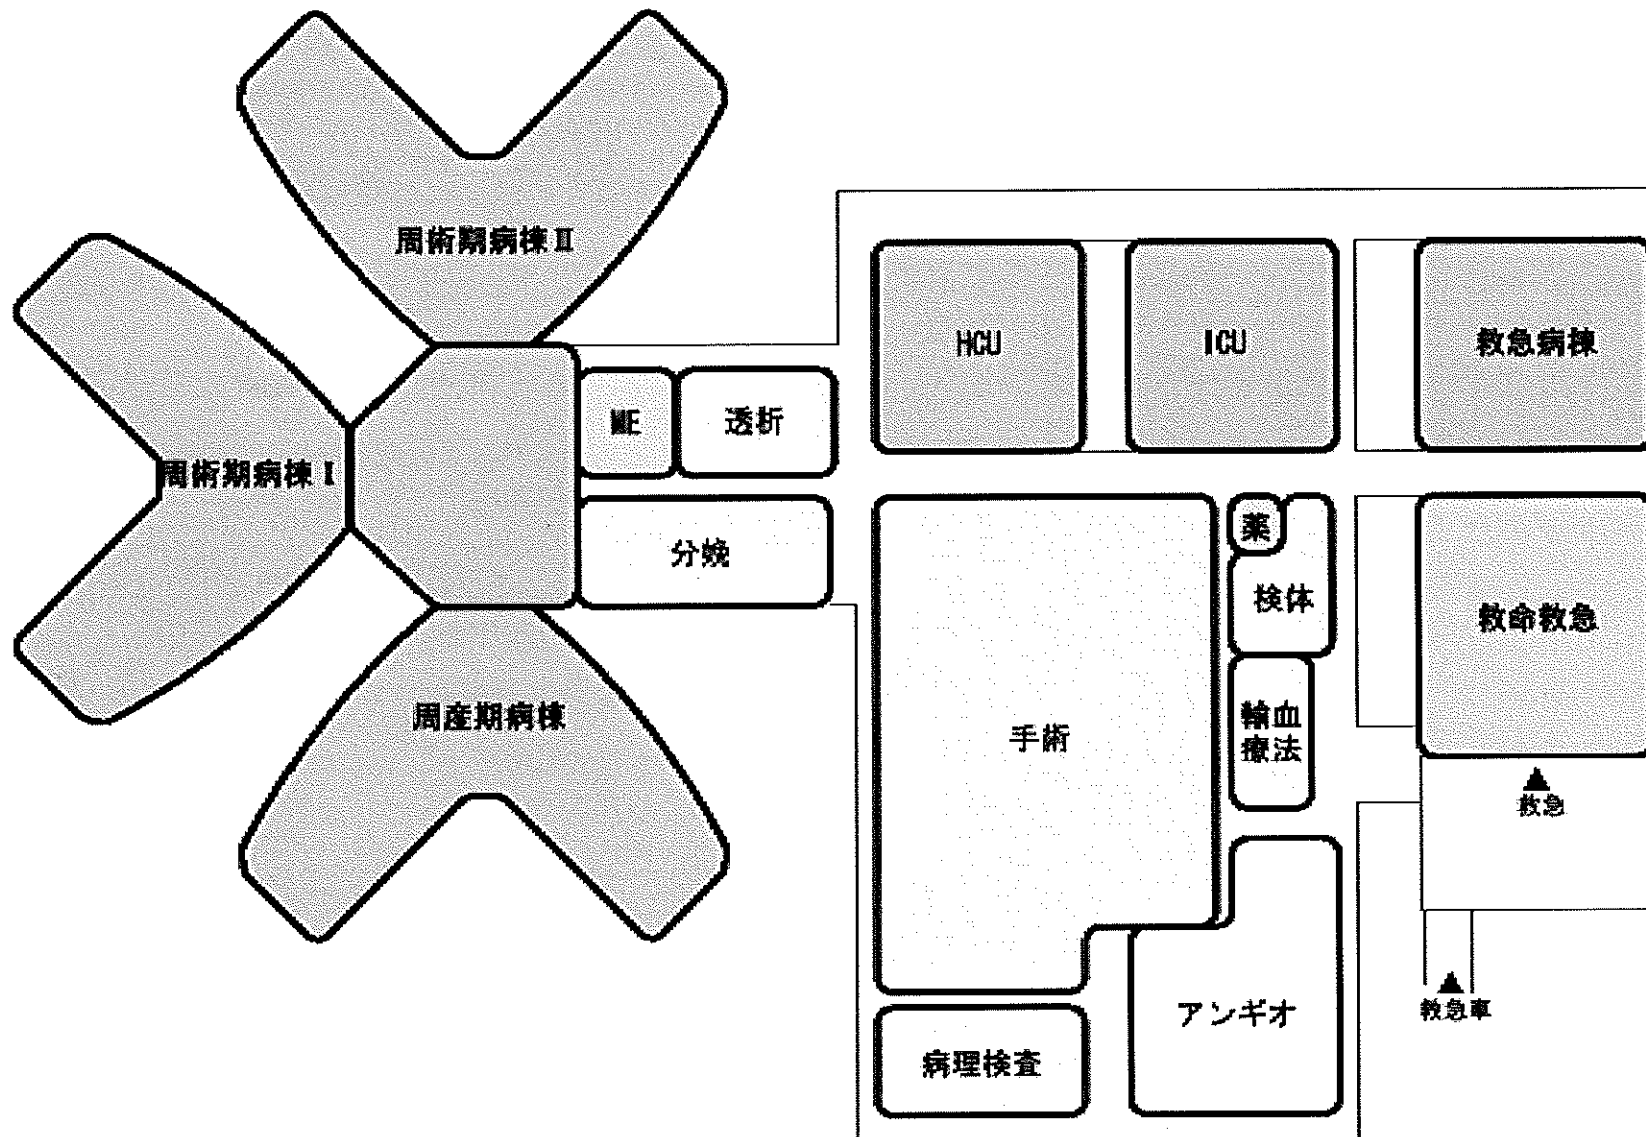 周術期病棟Ⅱ
HCU
ICU
救急病棟
ME
透析
周術期病棟Ⅰ
薬
分娩
検体
救命救急
周産期病棟
手術
輸血
療法
救急
アンギオ
救急車
病理検査